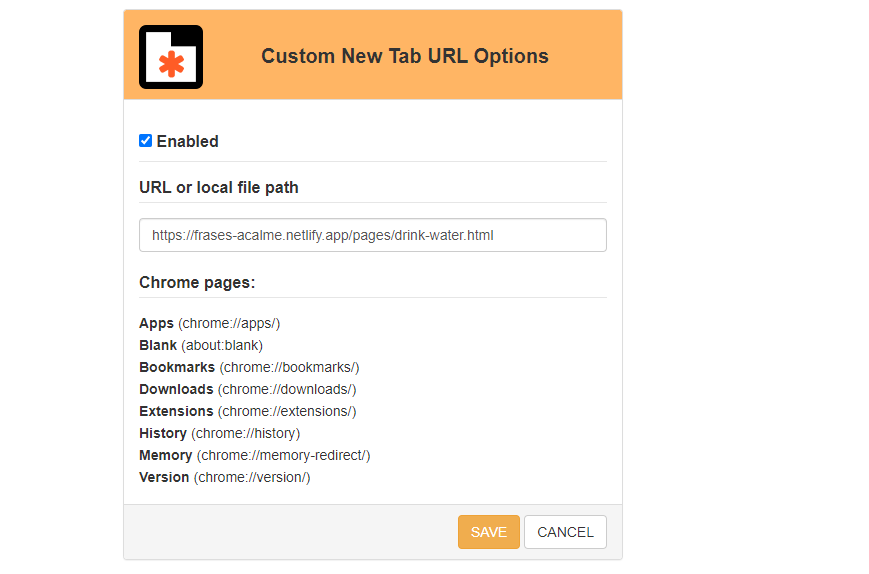 Custom New Tab URL Options
Enabled
URL or local file path
https://frases-acalme.netlify.app/pages/drink-water.html
Chrome pages:
Apps (chrome://apps/)
Blank (about:blank)
Bookmarks (chrome://bookmarks/)
Downloads (chrome://downloads/)
Extensions (chrome://extensions/)
History (chrome://history)
Memory (chrome://memory-redirect/)
Version (chrome://version/)
SAVE CANCEL